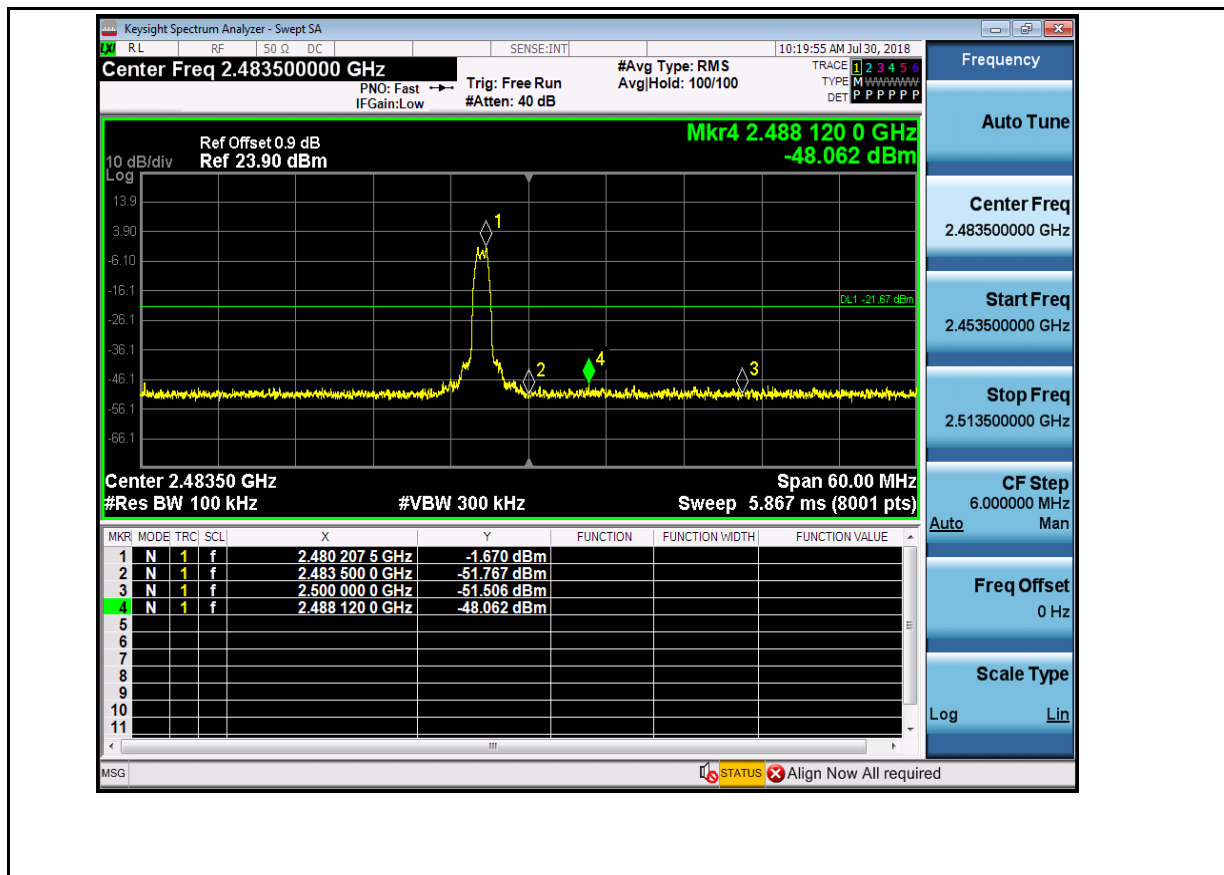 Keysight Spectrum Analyzer - Swept SA
LXI RL RF 50 Ω DC SENSE:INT 10:19:55 AM Jul 30, 2018
Center Freq 2.483500000 GHz
PNO: Fast
IFGain:Low
Trig: Free Run
#Atten: 40 dB
#Avg Type: RMS
Avg|Hold: 100/100
TRACE 1 2 3 4 5 6
TYPE M WWWWW
DET P P P P P P
Ref Offset 0.9 dB
10 dB/div Ref 23.90 dBm
Log
Mkr4 2.488 120 0 GHz
-48.062 dBm
13.9
3.90
-6.10
-16.1
-26.1
-36.1
-46.1
-56.1
-66.1
1
DL1 -21.67 dBm
2
4
3
Center 2.48350 GHz Span 60.00 MHz
#Res BW 100 kHz #VBW 300 kHz Sweep 5.867 ms (8001 pts)
MKR MODE TRC SCL X Y FUNCTION FUNCTION WIDTH FUNCTION VALUE
1 N 1 f 2.480 207 5 GHz -1.670 dBm
2 N 1 f 2.483 500 0 GHz -51.767 dBm
3 N 1 f 2.500 000 0 GHz -51.506 dBm
4 N 1 f 2.488 120 0 GHz -48.062 dBm
5
6
7
8
9
10
11
MSG STATUS Align Now All required
Frequency
Auto Tune
Center Freq
2.483500000 GHz
Start Freq
2.453500000 GHz
Stop Freq
2.513500000 GHz
CF Step
6.000000 MHz
Auto Man
Freq Offset
0 Hz
Scale Type
Log Lin